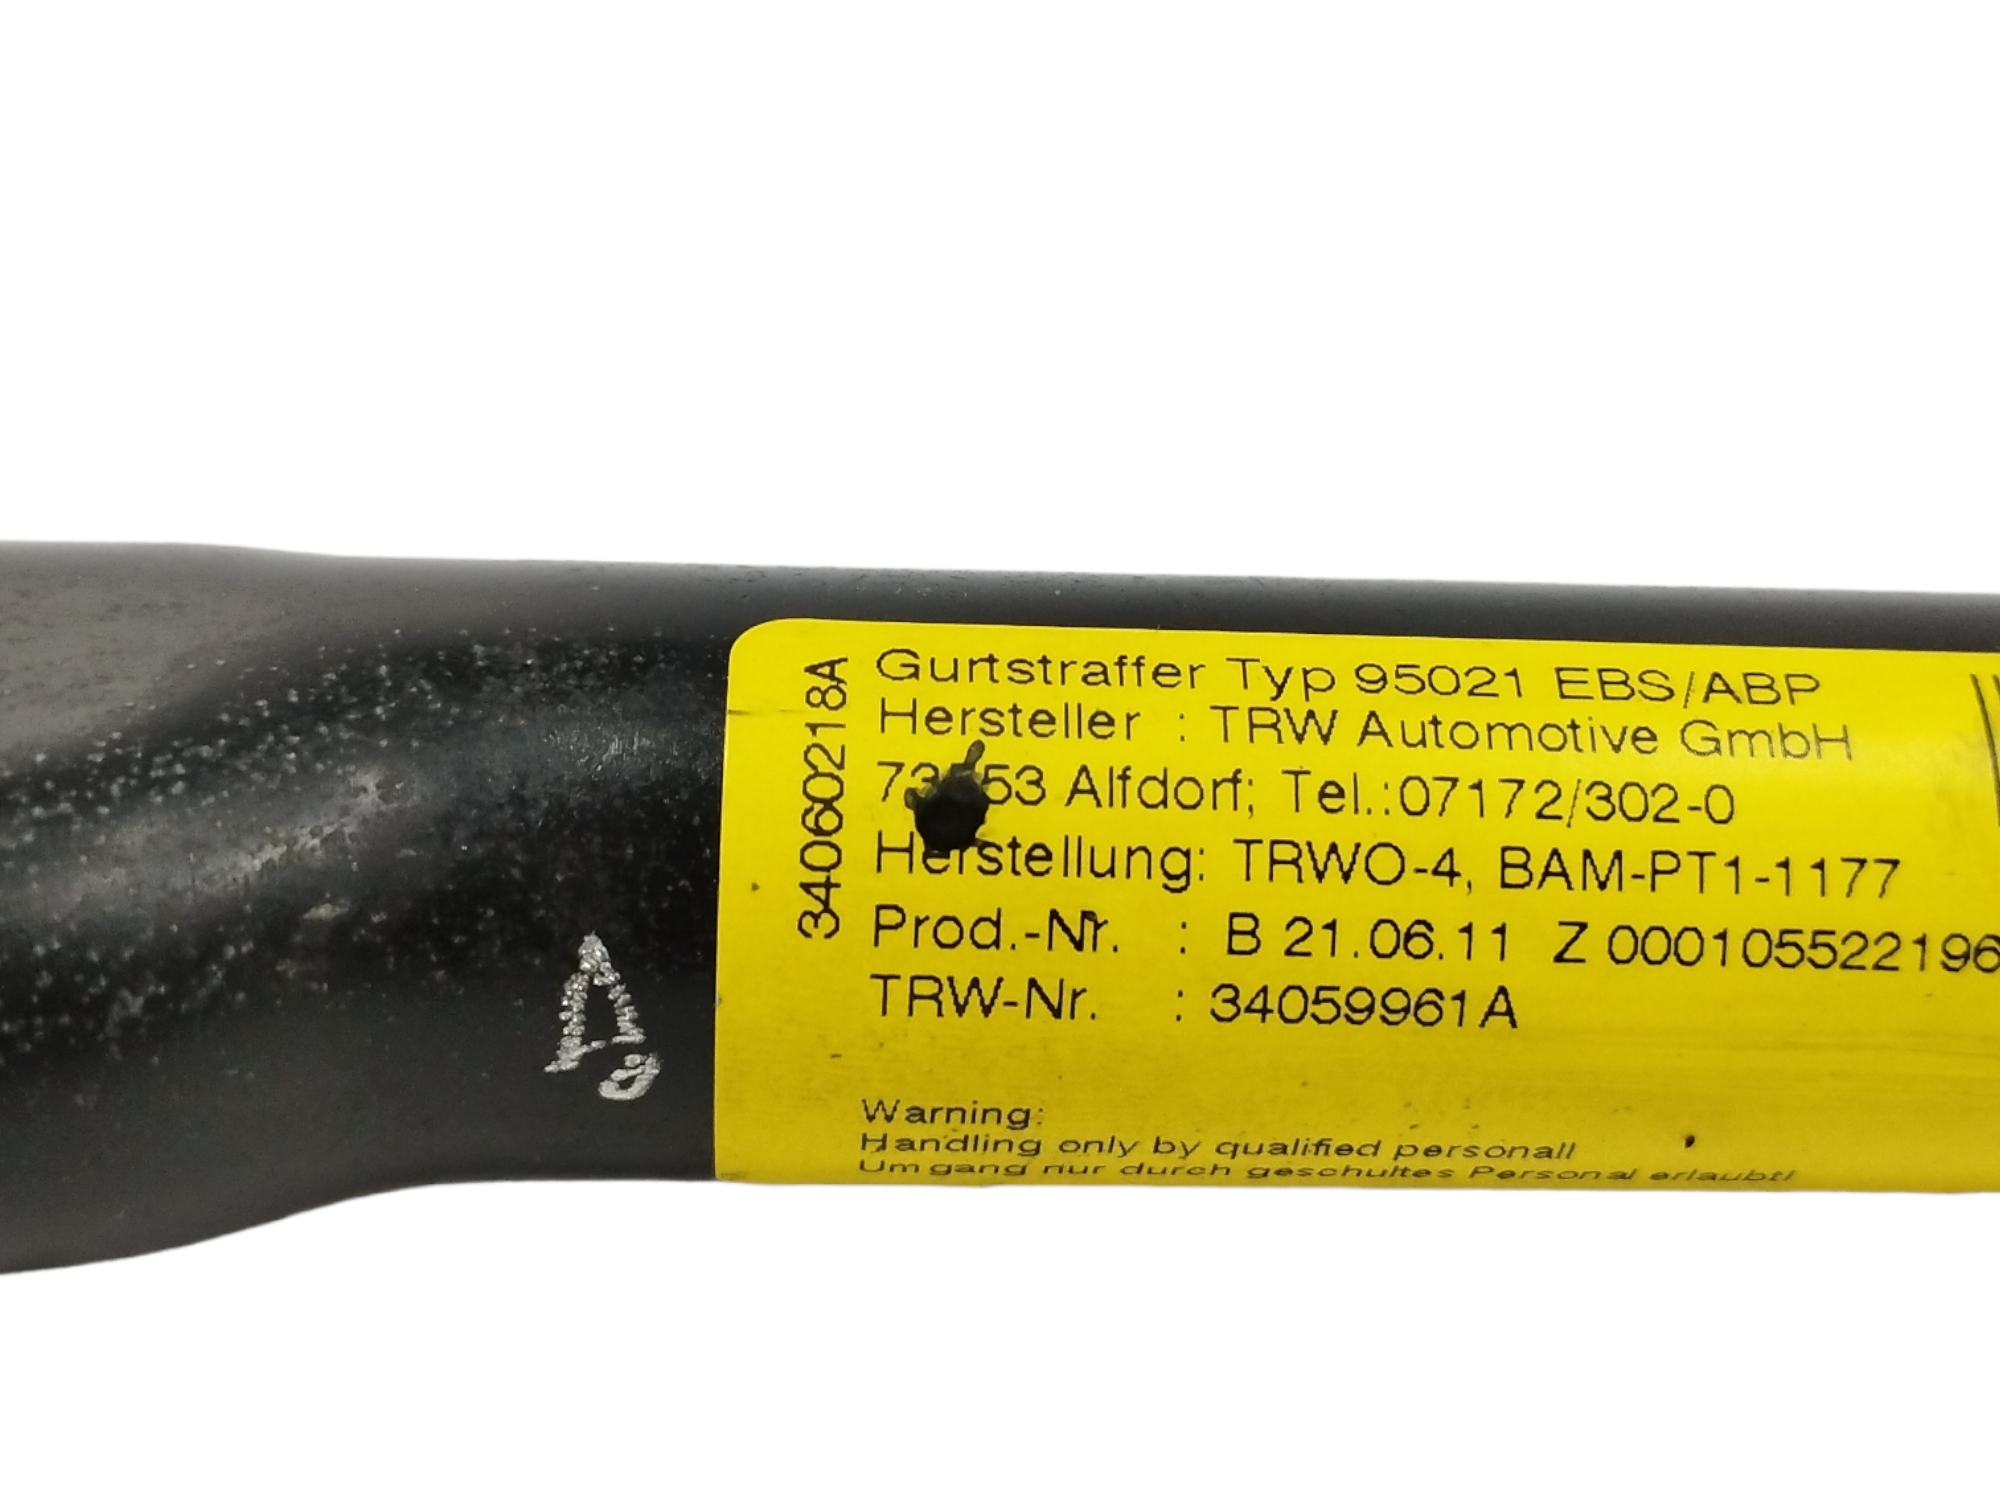 34060218A
Gurtstraffer Typ 95021 EBS/ABP
Hersteller : TRW Automotive GmbH
Alfdorf; Tel.:07172/302-0
Herstellung: TRWO-4, BAM-PT1-1177
Prod.-Nr. : B 21.06.11 Z 000105522196
TRW-Nr. : 34059961A
Warning:
Handling only by qualified personall
Umgang nur durch geschultes Personal erlaubt!